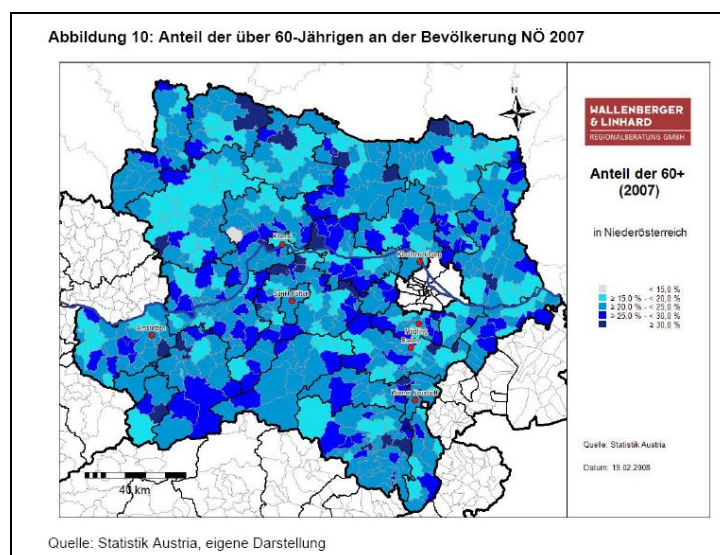 Abbildung 10: Anteil der über 60-Jährigen an der Bevölkerung NÖ 2007
WALLENBERGER
& LINHARD
REGIONALBERATUNG GMBH
Anteil der 60+
(2007)
in Niederösterreich
< 15,0 %
≥ 15,0 % - < 20,0 %
≥ 20,0 % - < 25,0 %
≥ 25,0 % - < 30,0 %
≥ 30,0 %
Krems
Klosterneuburg
Sankt Pölten
Amstetten
Mödling
Baden
Wiener Neustadt
40 km
Quelle: Statistik Austria
Datum: 19.02.2008
Quelle: Statistik Austria, eigene Darstellung